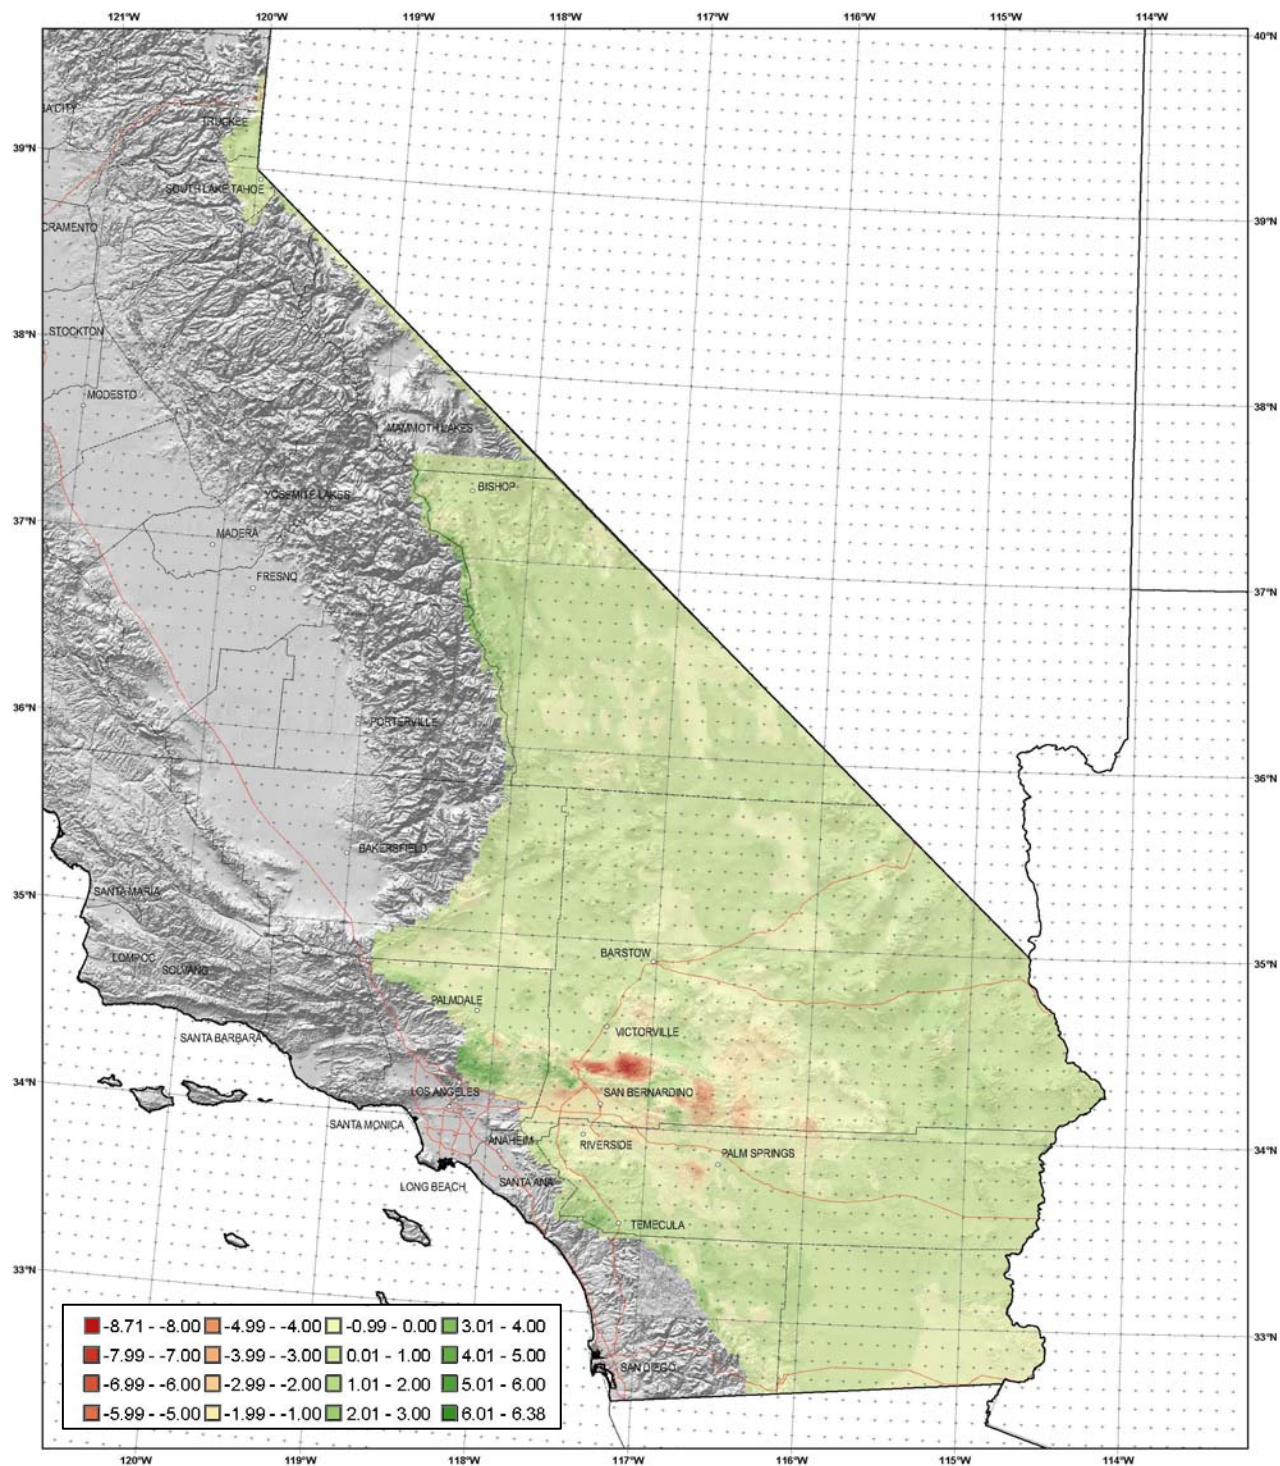 121°W 120°W 119°W 118°W 117°W 116°W 115°W 114°W
40°N
TRUCKEE
39°N
SOUTH LAKE TAHOE
39°N
STOCKTON
38°N
MODESTO
38°N
MAMMOTH LAKES
BISHOP
YOSEMITE LAKES
37°N
MADERA
FRESNO
37°N
36°N
PORTERVILLE
36°N
BAKERSFIELD
35°N
SANTA MARIA
BARSTOW
LOMPOC
35°N
SOLVANG
PALMDALE
VICTORVILLE
SANTA BARBARA
34°N
LOS ANGELES SAN BERNARDINO
SANTA MONICA
ANAHEIM RIVERSIDE
34°N
PALM SPRINGS
SANTA ANA
LONG BEACH
TEMECULA
33°N
-8.71 - -8.00 -4.99 - -4.00 -0.99 - 0.00 3.01 - 4.00
33°N
-7.99 - -7.00 -3.99 - -3.00 0.01 - 1.00 4.01 - 5.00
SAN DIEGO
-6.99 - -6.00 -2.99 - -2.00 1.01 - 2.00 5.01 - 6.00
-5.99 - -5.00 -1.99 - -1.00 2.01 - 3.00 6.01 - 6.38
120°W 119°W 118°W 117°W 116°W 115°W 114°W